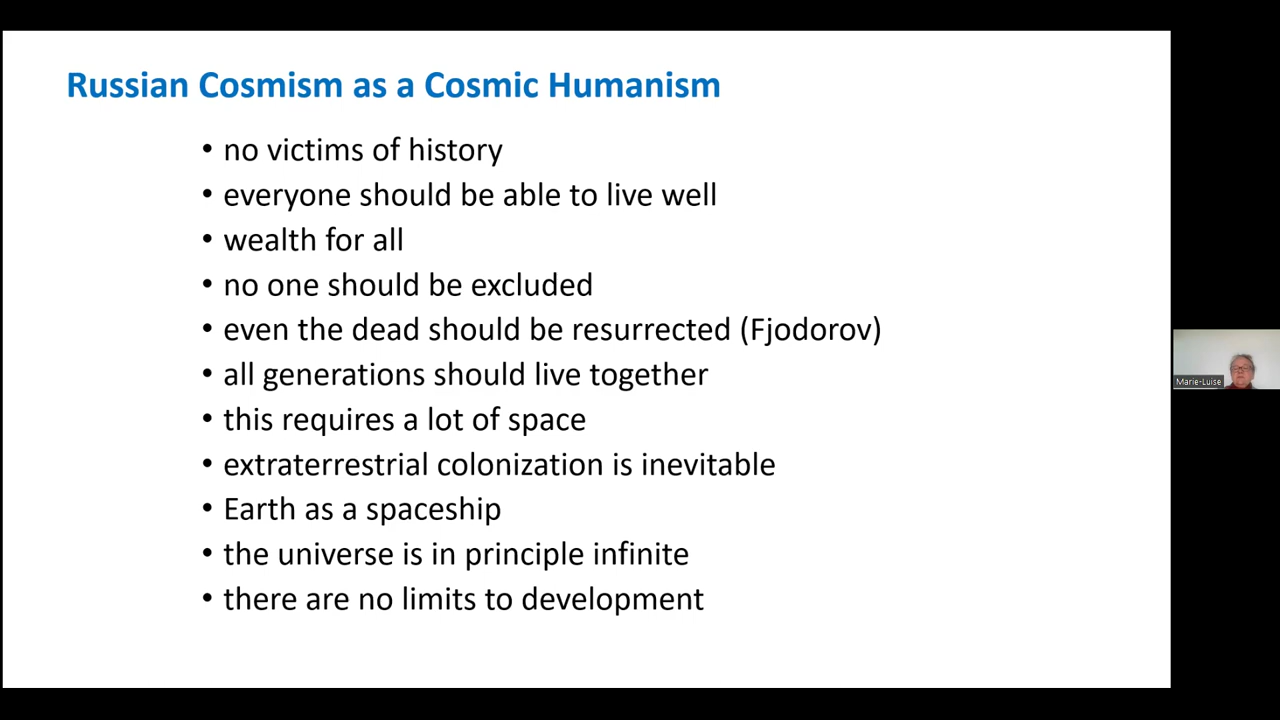 Russian Cosmism as a Cosmic Humanism
• no victims of history
• everyone should be able to live well
• wealth for all
• no one should be excluded
• even the dead should be resurrected (Fjodorov)
• all generations should live together
• this requires a lot of space
• extraterrestrial colonization is inevitable
• Earth as a spaceship
• the universe is in principle infinite
• there are no limits to development
Marie-Luise